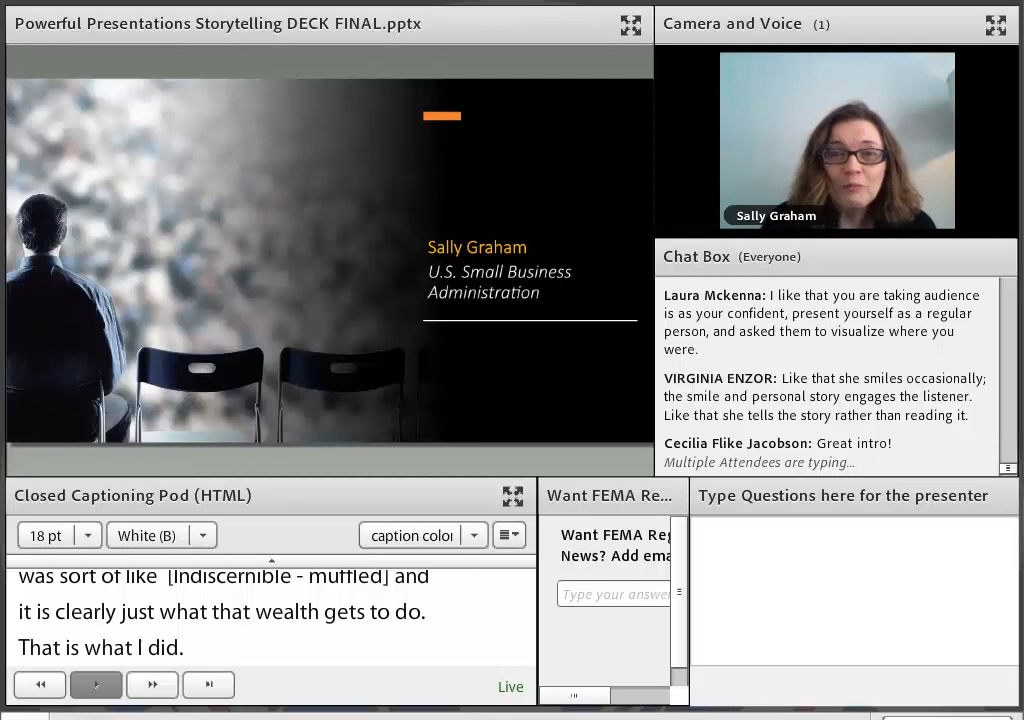 Powerful Presentations Storytelling DECK FINAL.pptx
Sally Graham
U.S. Small Business
Administration
Camera and Voice (1)
Sally Graham
Chat Box (Everyone)
Laura Mckenna: I like that you are taking audience
is as your confident, present yourself as a regular
person, and asked them to visualize where you
were.
VIRGINIA ENZOR: Like that she smiles occasionally;
the smile and personal story engages the listener.
Like that she tells the story rather than reading it.
Cecilia Flike Jacobson: Great intro!
Multiple Attendees are typing...
Closed Captioning Pod (HTML)
18 pt
White (B)
caption color
was sort of like [Indiscernible - muffled] and
it is clearly just what that wealth gets to do.
That is what I did.
Live
Want FEMA Re...
Want FEMA Reg
News? Add ema
Type your answer
Type Questions here for the presenter